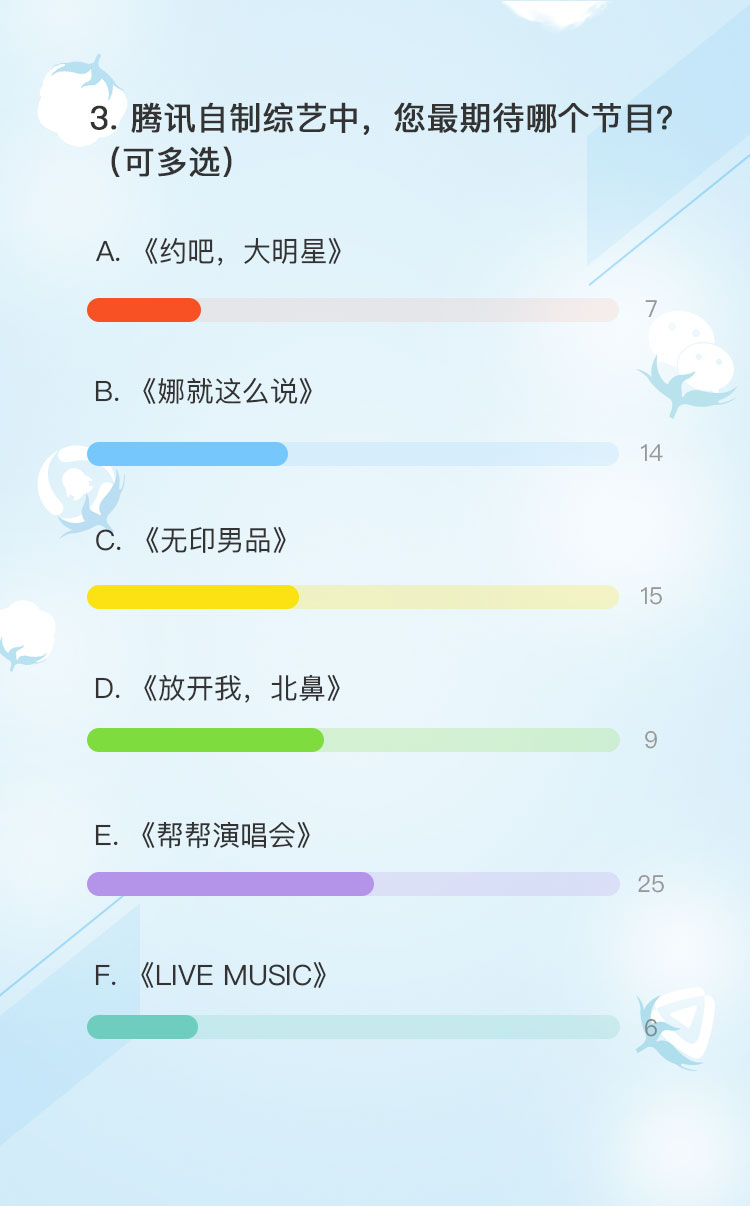 3. 腾讯自制综艺中，您最期待哪个节目？
（可多选）
A. 《约吧，大明星》
7
B. 《娜就这么说》
14
C. 《无印男品》
15
D. 《放开我，北鼻》
9
E. 《帮帮演唱会》
25
F. 《LIVE MUSIC》
6